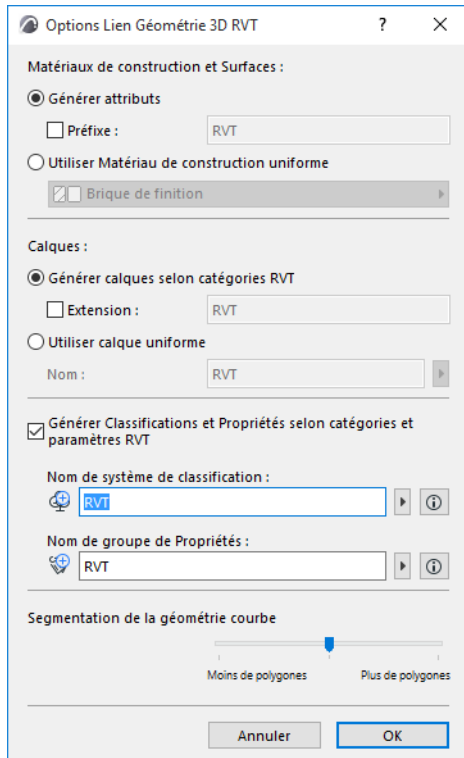 Options Lien Géométrie 3D RVT
Matériaux de construction et Surfaces :
Générer attributs
Préfixe :
RVT
Utiliser Matériau de construction uniforme
Brique de finition
Calques :
Générer calques selon catégories RVT
Extension :
RVT
Utiliser calque uniforme
Nom :
RVT
Générer Classifications et Propriétés selon catégories et
paramètres RVT
Nom de système de classification :
RVT
Nom de groupe de Propriétés :
RVT
Segmentation de la géométrie courbe
Moins de polygones
Plus de polygones
Annuler
OK